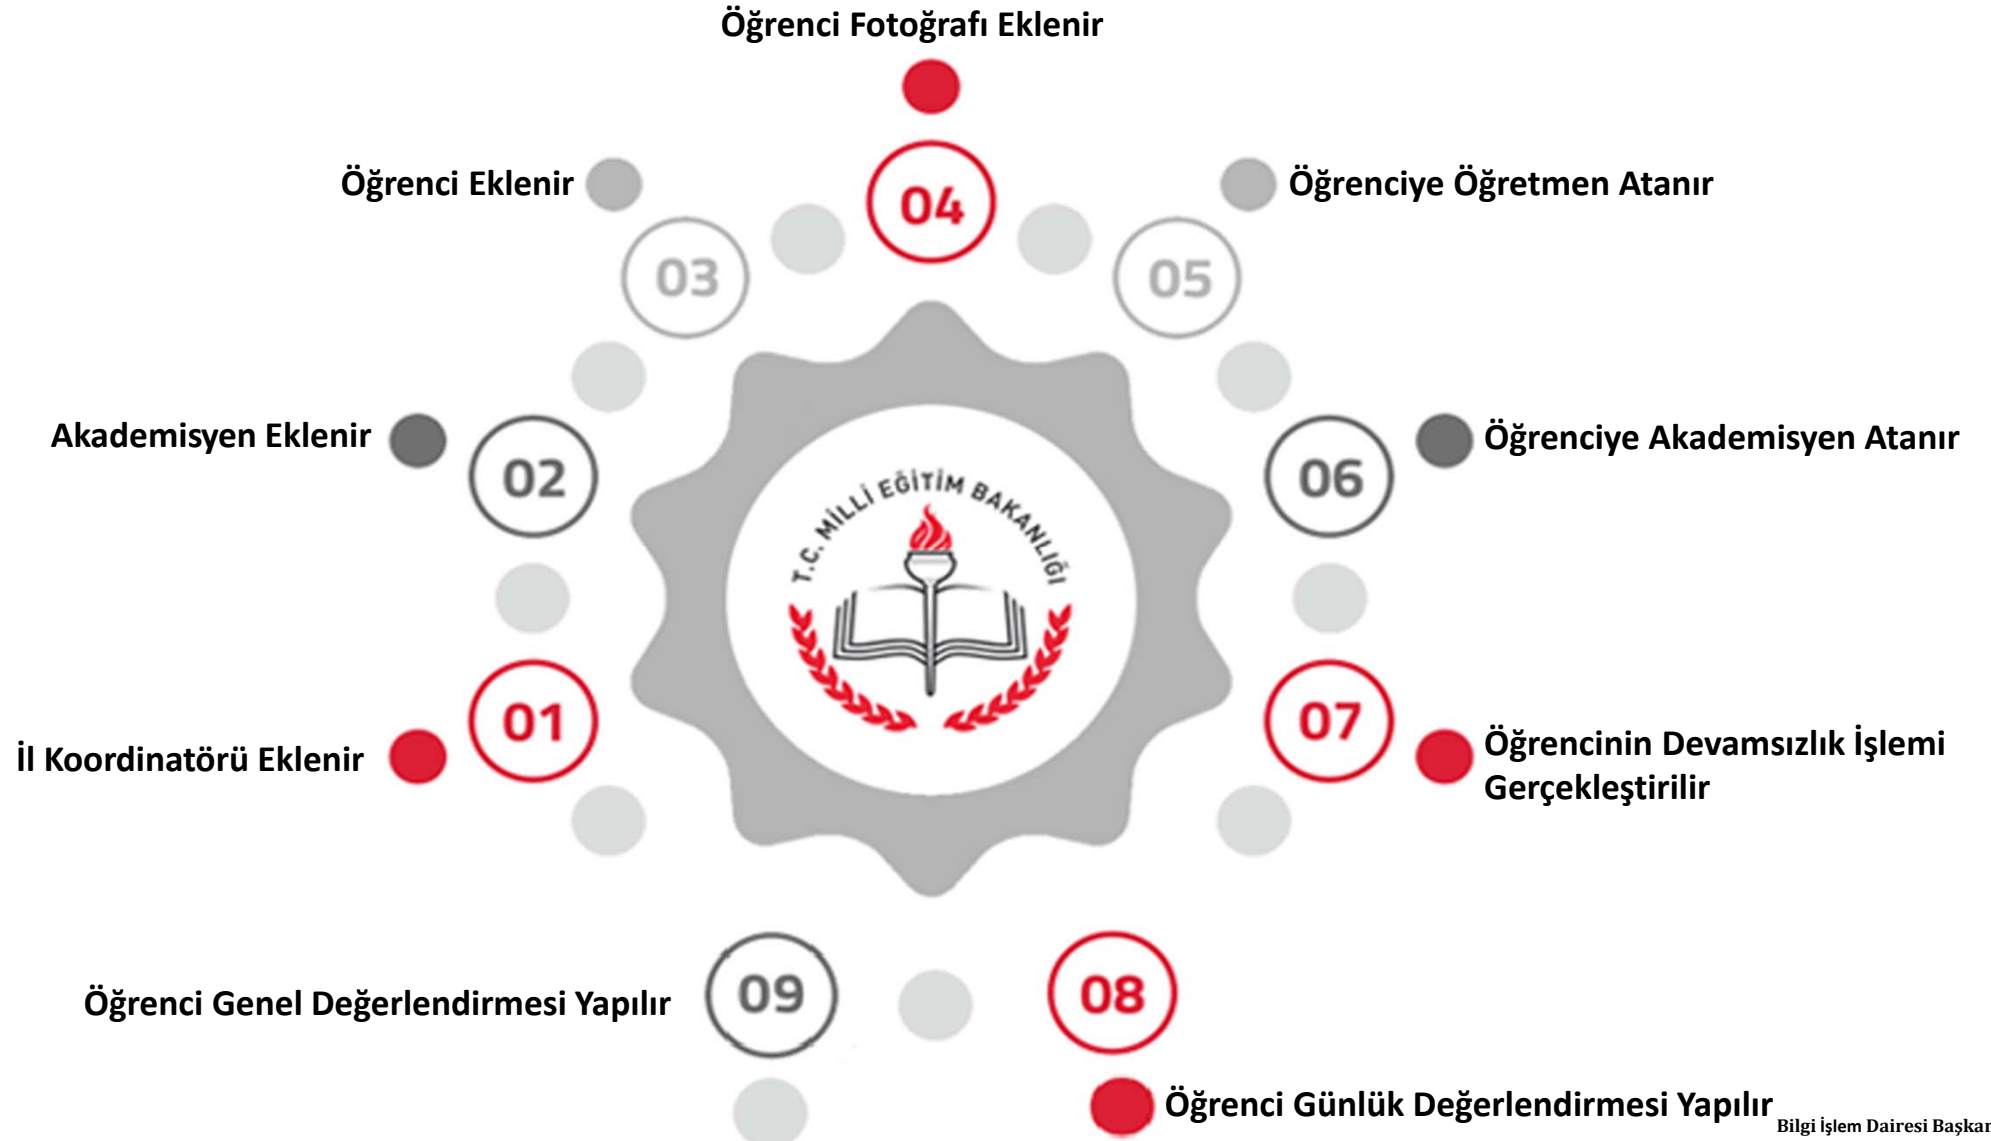 Öğrenci Fotoğrafı Eklenir
04
Öğrenci Eklenir
03
Öğrenciye Öğretmen Atanır
05
Akademisyen Eklenir
02
Öğrenciye Akademisyen Atanır
06
T.C. MİLLİ EĞİTİM BAKANLIĞI
İl Koordinatörü Eklenir
01
07
Öğrencinin Devamsızlık İşlemi
Gerçekleştirilir
Öğrenci Genel Değerlendirmesi Yapılır
09
08
Öğrenci Günlük Değerlendirmesi Yapılır
Bilgi İşlem Dairesi